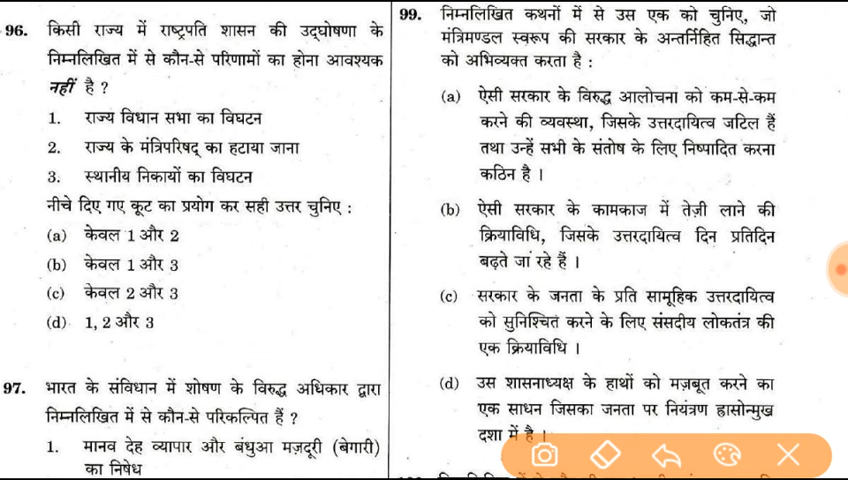 96. किसी राज्य में राष्ट्रपति शासन की उद्घोषणा के
निम्नलिखित में से कौन-से परिणामों का होना आवश्यक
नहीं है ?
1. राज्य विधान सभा का विघटन
2. राज्य के मंत्रिपरिषद् का हटाया जाना
3. स्थानीय निकायों का विघटन
नीचे दिए गए कूट का प्रयोग कर सही उत्तर चुनिए :
(a) केवल 1 और 2
(b) केवल 1 और 3
(c) केवल 2 और 3
(d) 1, 2 और 3
97. भारत के संविधान में शोषण के विरुद्ध अधिकार द्वारा
निम्नलिखित में से कौन-से परिकल्पित हैं ?
1. मानव देह व्यापार और बंधुआ मज़दूरी (बेगारी)
का निषेध
99. निम्नलिखित कथनों में से उस एक को चुनिए, जो
मंत्रिमण्डल स्वरूप की सरकार के अन्तर्निहित सिद्धान्त
को अभिव्यक्त करता है :
(a) ऐसी सरकार के विरुद्ध आलोचना को कम-से-कम
करने की व्यवस्था, जिसके उत्तरदायित्व जटिल हैं
तथा उन्हें सभी के संतोष के लिए निष्पादित करना
कठिन है ।
(b) ऐसी सरकार के कामकाज में तेज़ी लाने की
क्रियाविधि, जिसके उत्तरदायित्व दिन प्रतिदिन
बढ़ते जा रहे हैं ।
(c) सरकार के जनता के प्रति सामूहिक उत्तरदायित्व
को सुनिश्चित करने के लिए संसदीय लोकतंत्र की
एक क्रियाविधि ।
(d) उस शासनाध्यक्ष के हाथों को मज़बूत करने का
एक साधन जिसका जनता पर नियंत्रण ह्रासोन्मुख
दशा में है ।